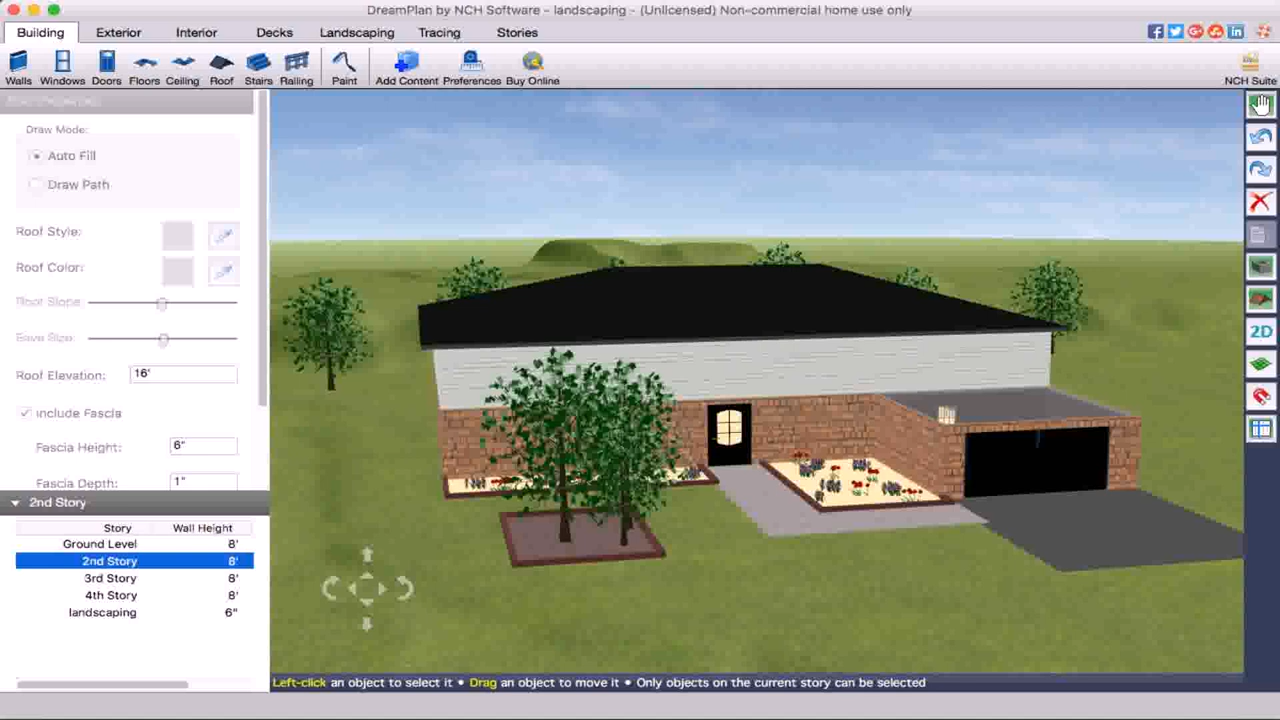 DreamPlan by NCH Software - landscaping - (Unlicensed) Non-commercial home use only
Building Exterior Interior Decks Landscaping Tracing Stories
Walls Windows Doors Floors Ceiling Roof Stairs Railing Paint Add Content Preferences Buy Online NCH Suite
Draw Mode:
Auto Fill
Draw Path
Roof Style:
Roof Color:
Roof Slope:
Eave Size:
Roof Elevation: 16'
Include Fascia
Fascia Height: 6"
Fascia Depth: 1"
2nd Story
Story Wall Height
Ground Level 8'
2nd Story 8'
3rd Story 8'
4th Story 8'
landscaping 6"
2D
Left-click an object to select it • Drag an object to move it • Only objects on the current story can be selected